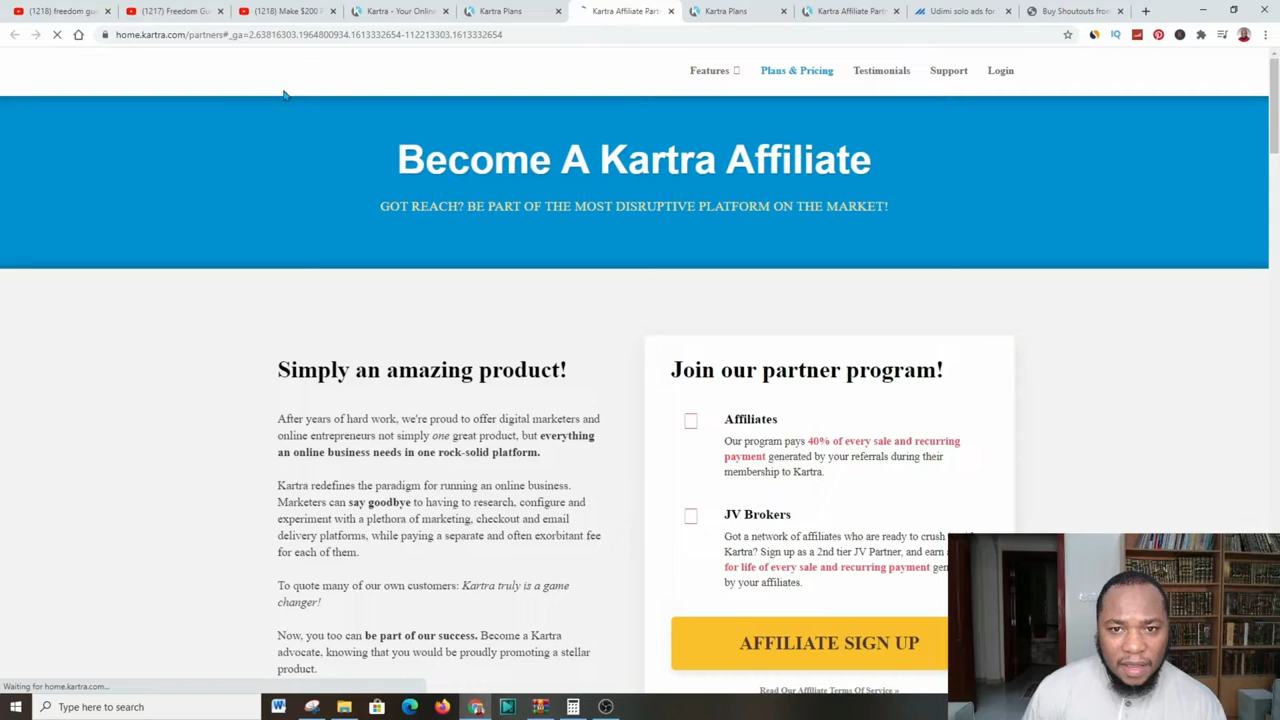 (1218) freedom gu
(1217) Freedom Gu
(1218) Make $200 P
Kartra - Your Online
Kartra Plans
Kartra Affiliate Part
Kartra Plans
Kartra Affiliate Part
Udimi solo ads for
Buy Shoutouts from
home.kartra.com/partners#_ga=2.63816303.1964800934.1613332654-112213303.1613332654
Features
Plans & Pricing
Testimonials
Support
Login
Become A Kartra Affiliate
GOT REACH? BE PART OF THE MOST DISRUPTIVE PLATFORM ON THE MARKET!
Simply an amazing product!
After years of hard work, we're proud to offer digital marketers and
online entrepreneurs not simply one great product, but everything
an online business needs in one rock-solid platform.
Kartra redefines the paradigm for running an online business.
Marketers can say goodbye to having to research, configure and
experiment with a plethora of marketing, checkout and email
delivery platforms, while paying a separate and often exorbitant fee
for each of them.
To quote many of our own customers: Kartra truly is a game
changer!
Now, you too can be part of our success. Become a Kartra
advocate, knowing that you would be proudly promoting a stellar
product.
Join our partner program!
Affiliates
Our program pays 40% of every sale and recurring
payment generated by your referrals during their
membership to Kartra.
JV Brokers
Got a network of affiliates who are ready to crush
Kartra? Sign up as a 2nd tier JV Partner, and earn
for life of every sale and recurring payment gen
by your affiliates.
AFFILIATE SIGN UP
Read Our Affiliate Terms Of Service »
Waiting for home.kartra.com...
Type here to search